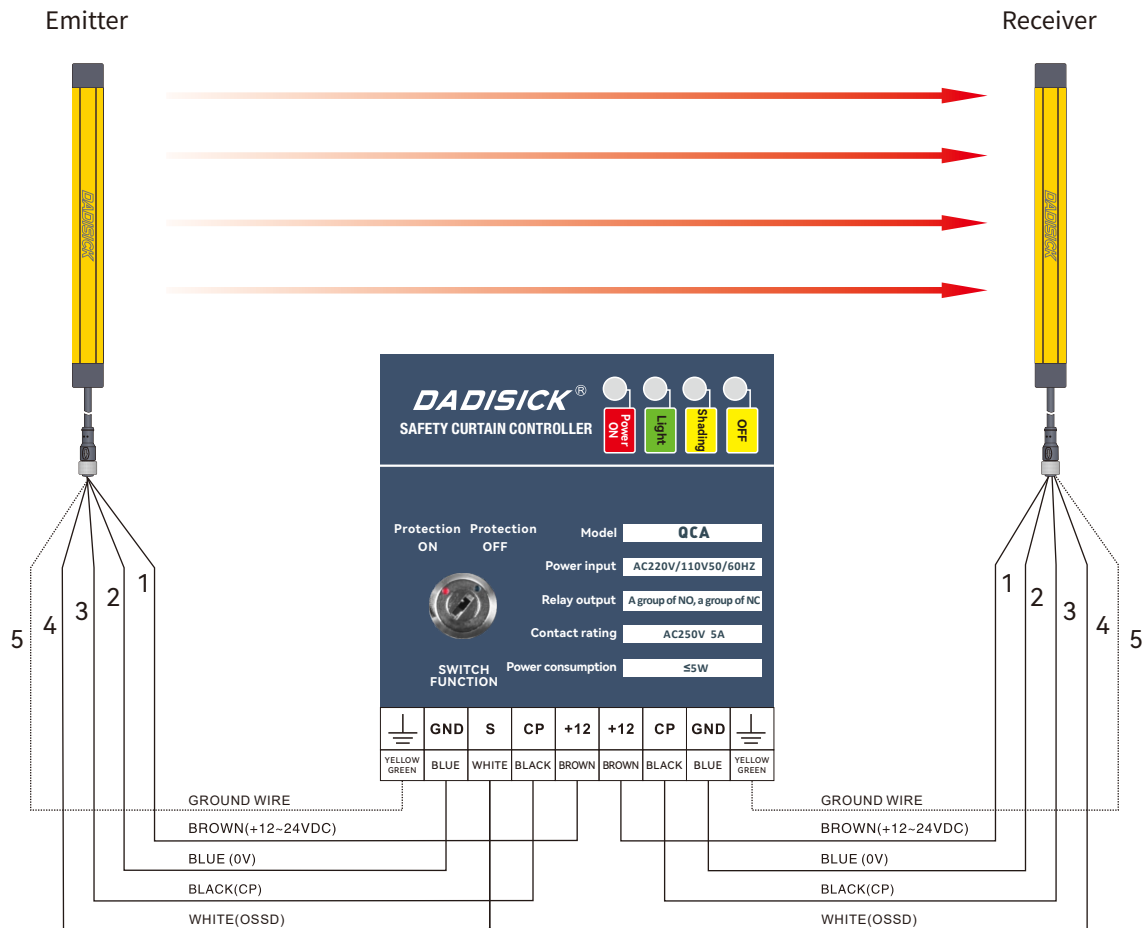 Emitter
Receiver
DADISICK
DADISICK
DADISICK ®
SAFETY CURTAIN CONTROLLER
Power ON
Light
Shading
OFF
Protection ON
Protection OFF
SWITCH FUNCTION
Model QCA
Power input AC220V/110V50/60HZ
Relay output A group of NO, a group of NC
Contact rating AC250V 5A
Power consumption ≤5W
GND S CP +12 +12 CP GND
YELLOW GREEN BLUE WHITE BLACK BROWN BROWN BLACK BLUE YELLOW GREEN
5 4 3 2 1
1 2 3 4 5
GROUND WIRE
BROWN(+12~24VDC)
BLUE (0V)
BLACK(CP)
WHITE(OSSD)
GROUND WIRE
BROWN(+12~24VDC)
BLUE (0V)
BLACK(CP)
WHITE(OSSD)